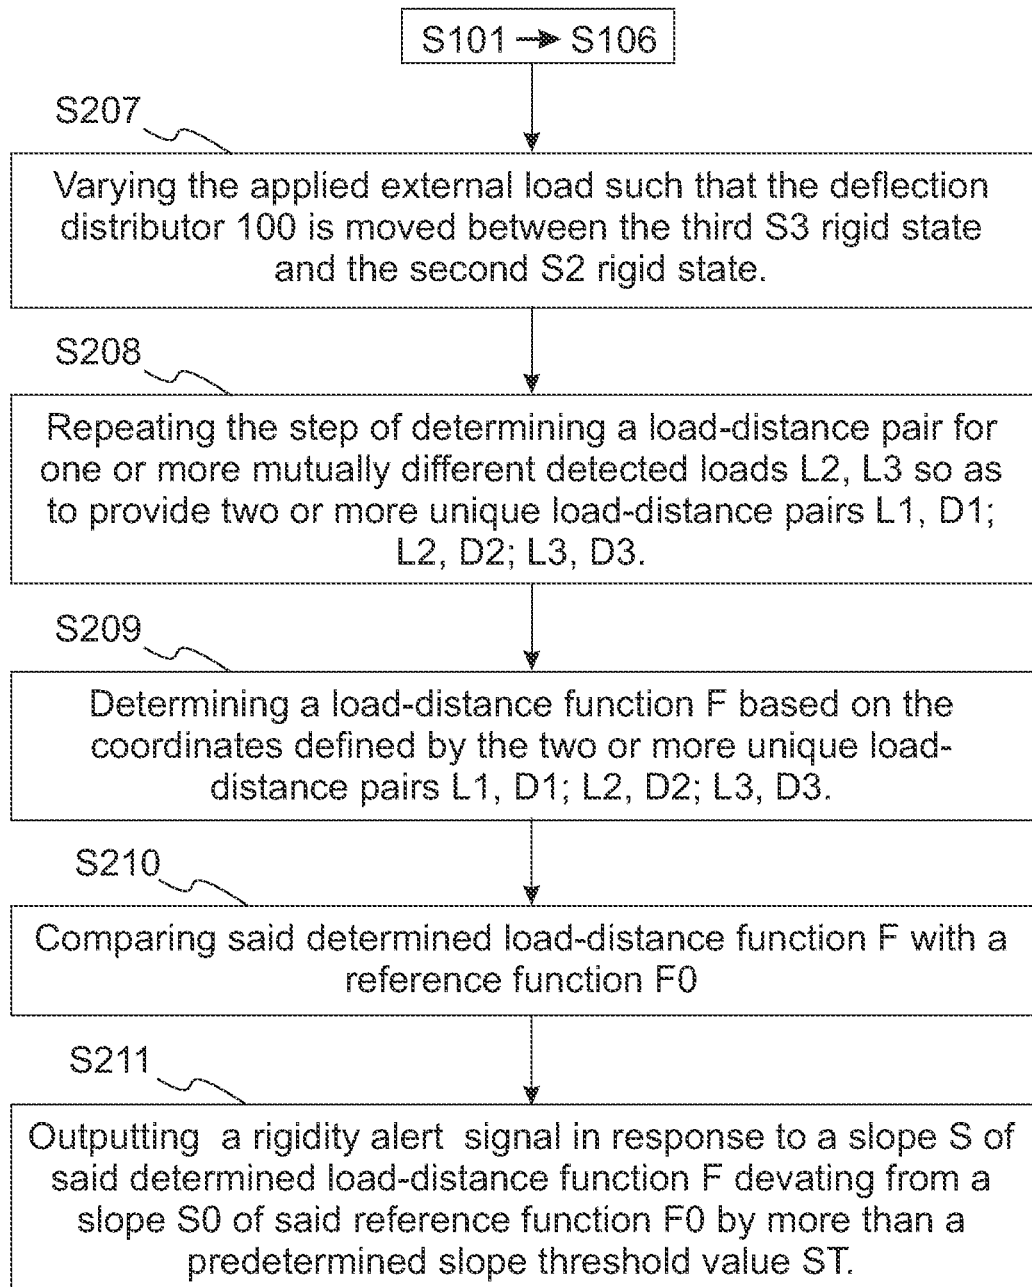 S101 → S106
S207
Varying the applied external load such that the deflection
distributor 100 is moved between the third S3 rigid state
and the second S2 rigid state.
S208
Repeating the step of determining a load-distance pair for
one or more mutually different detected loads L2, L3 so as
to provide two or more unique load-distance pairs L1, D1;
L2, D2; L3, D3.
S209
Determining a load-distance function F based on the
coordinates defined by the two or more unique load-
distance pairs L1, D1; L2, D2; L3, D3.
S210
Comparing said determined load-distance function F with a
reference function F0
S211
Outputting a rigidity alert signal in response to a slope S of
said determined load-distance function F devating from a
slope S0 of said reference function F0 by more than a
predetermined slope threshold value ST.